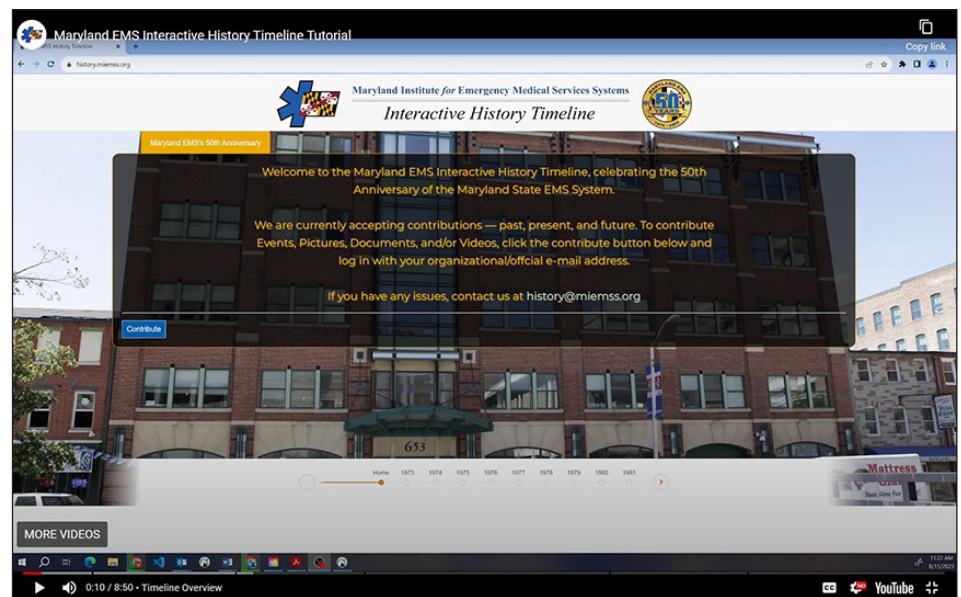 Maryland EMS Interactive History Timeline Tutorial
Copy link
history.miemss.org
Maryland Institute for Emergency Medical Services Systems
Interactive History Timeline
50
YEARS
Maryland EMS's 50th Anniversary
Welcome to the Maryland EMS Interactive History Timeline, celebrating the 50th
Anniversary of the Maryland State EMS System.
We are currently accepting contributions — past, present, and future. To contribute
Events, Pictures, Documents, and/or Videos, click the contribute button below and
log in with your organizational/offcial e-mail address.
If you have any issues, contact us at history@miemss.org
Contribute
653
Home 1973 1974 1975 1976 1977 1978 1979 1980 1981
Mattress
MORE VIDEOS
11:22 AM
8/15/2023
0:10 / 8:50 • Timeline Overview
CC
HD
YouTube